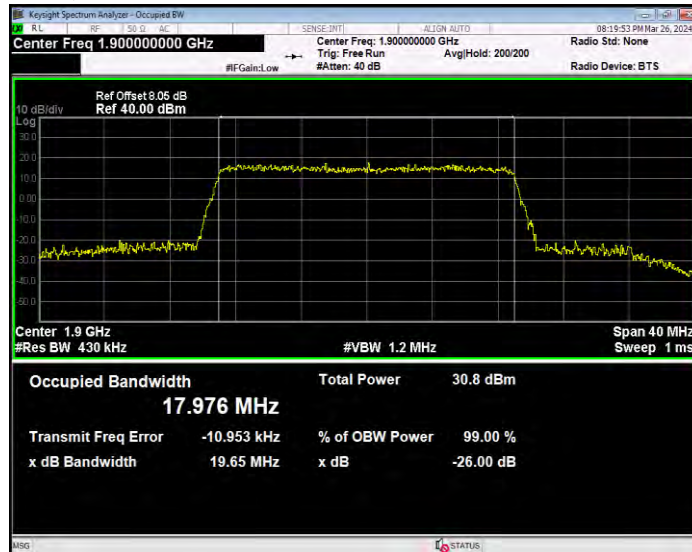 Keysight Spectrum Analyzer - Occupied BW
RL RF 50 Ω AC SENSE:INT ALIGN AUTO 08:19:53 PM Mar 26, 2024
Center Freq 1.900000000 GHz Center Freq: 1.900000000 GHz Radio Std: None
Trig: Free Run Avg|Hold: 200/200
#IFGain:Low #Atten: 40 dB Radio Device: BTS
Ref Offset 8.05 dB
10 dB/div Ref 40.00 dBm
Log
30.0
20.0
10.0
0.00
-10.0
-20.0
-30.0
-40.0
-50.0
Center 1.9 GHz Span 40 MHz
#Res BW 430 kHz #VBW 1.2 MHz Sweep 1 ms
Occupied Bandwidth Total Power 30.8 dBm
17.976 MHz
Transmit Freq Error -10.953 kHz % of OBW Power 99.00 %
x dB Bandwidth 19.65 MHz x dB -26.00 dB
MSG STATUS